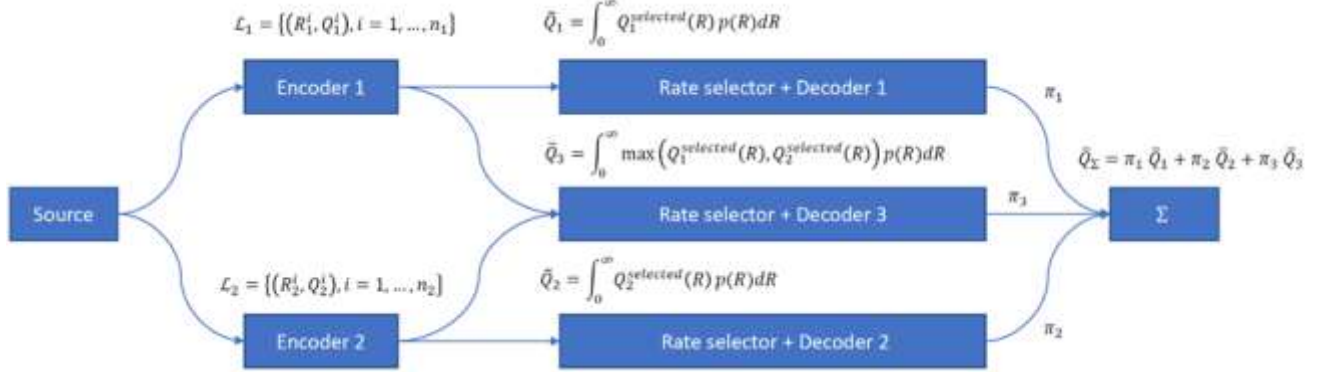 ℒ₁ = {(R₁ⁱ, Q₁ⁱ), i = 1, ..., n₁}
Q̄₁ = ∫₀^∞ Q₁^selected(R) p(R)dR
Encoder 1
Rate selector + Decoder 1
π₁
Q̄₃ = ∫₀^∞ max(Q₁^selected(R), Q₂^selected(R)) p(R)dR
Q̄_Σ = π₁ Q̄₁ + π₂ Q̄₂ + π₃ Q̄₃
Source
Rate selector + Decoder 3
π₃
Σ
ℒ₂ = {(R₂ⁱ, Q₂ⁱ), i = 1, ..., n₂}
Q̄₂ = ∫₀^∞ Q₂^selected(R) p(R)dR
Encoder 2
Rate selector + Decoder 2
π₂